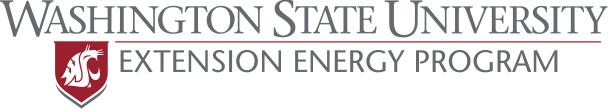 WASHINGTON STATE UNIVERSITY
EXTENSION ENERGY PROGRAM